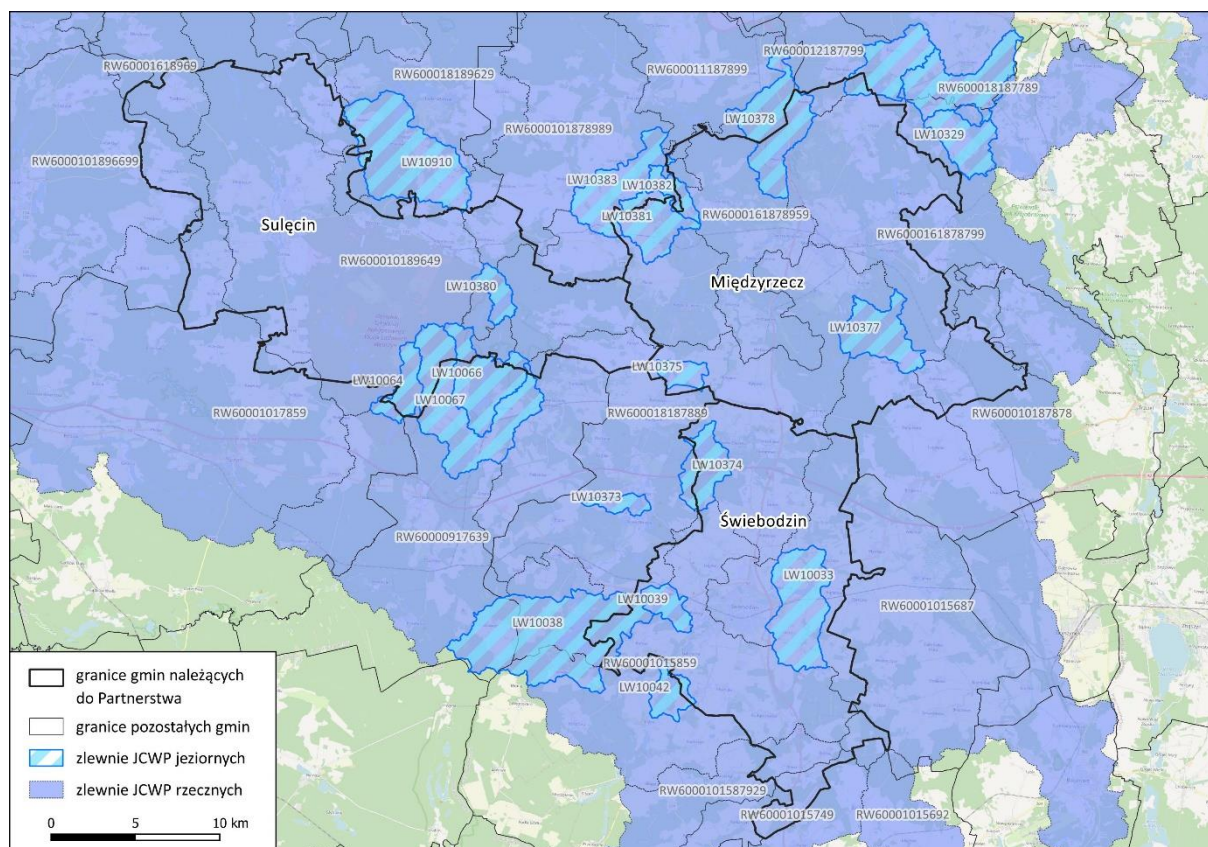 RW60001618969
RW600018189629
RW600011187899
RW600012187799
RW600018187789
RW6000101878989
LW10378
LW10329
RW6000101896699
LW10910
LW10383
LW10382
LW10381
RW6000161878959
Sulęcin
RW6000161878799
RW600010189649
LW10380
Międzyrzecz
LW10377
LW10375
LW10064
LW10066
LW10067
RW60001017859
RW600018187889
RW600010187878
LW10374
LW10373
Świebodzin
RW60000917639
LW10033
LW10039
LW10038
RW60001015687
RW60001015859
LW10042
RW6000101587929
RW60001015749
RW60001015692
granice gmin należących
do Partnerstwa
granice pozostałych gmin
zlewnie JCWP jeziornych
zlewnie JCWP rzecznych
0 5 10 km